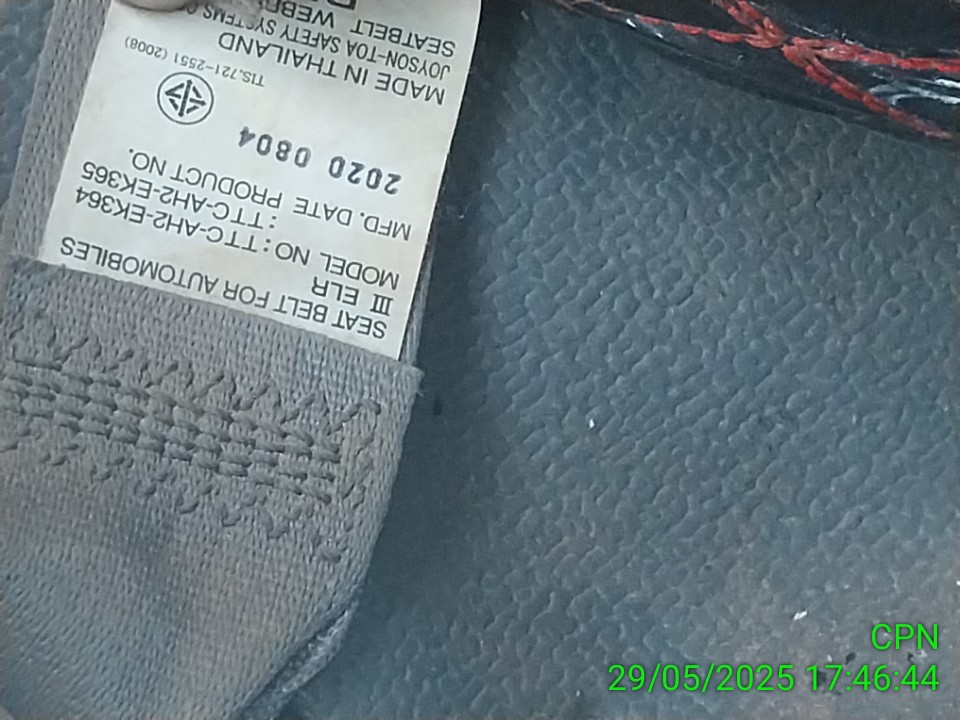 SEAT BELT FOR AUTOMOBILES
III ELR
MODEL NO : TTC-AH2-EK364
: TTC-AH2-EK365
MFD. DATE PRODUCT NO.
2020 0804
TIS.721-2551 (2008)
MADE IN THAILAND
JOYSON-TOA SAFETY SYSTEMS
SEATBELT
CPN
29/05/2025 17:46:44